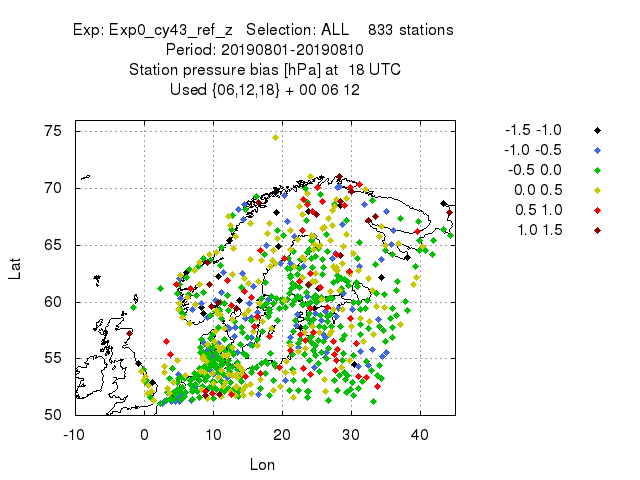 Exp: Exp0_cy43_ref_z   Selection: ALL    833 stations
Period: 20190801-20190810
Station pressure bias [hPa] at  18 UTC
Used {06,12,18} + 00 06 12
75
70
65
60
55
50
-10 0 10 20 30 40
Lat
Lon
-1.5 -1.0
-1.0 -0.5
-0.5 0.0
0.0 0.5
0.5 1.0
1.0 1.5